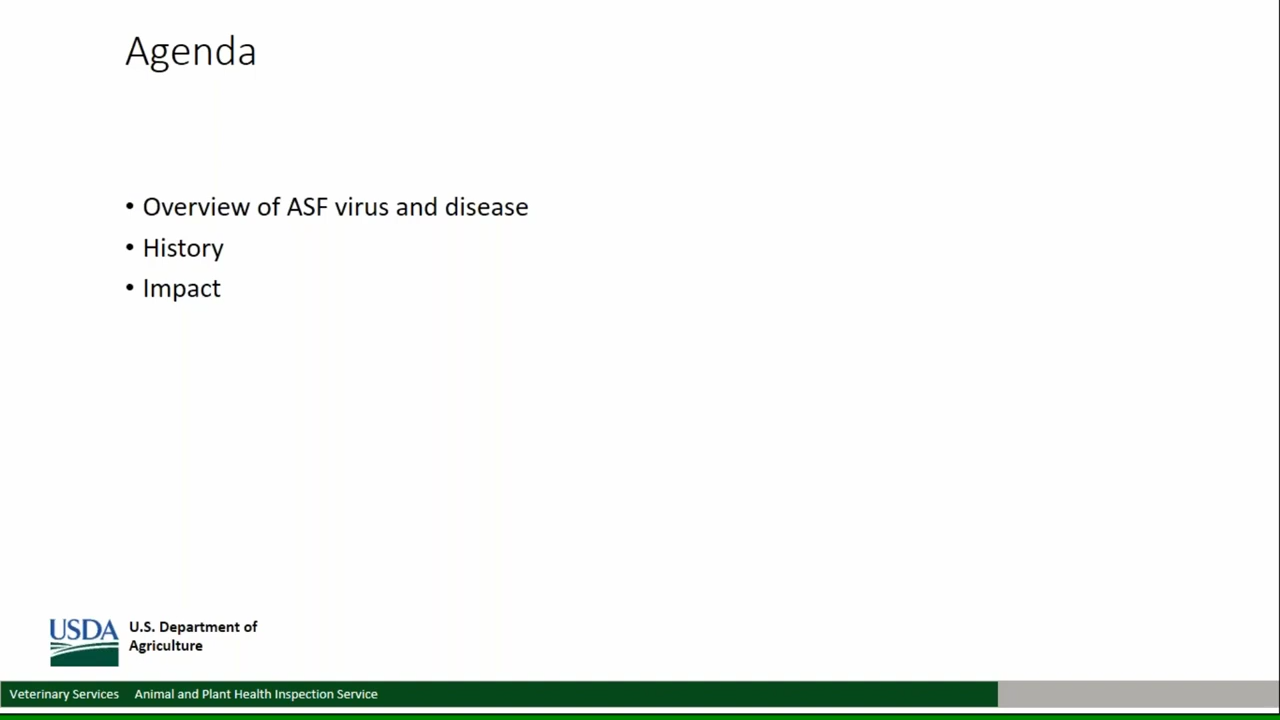 Agenda
• Overview of ASF virus and disease
• History
• Impact
USDA
U.S. Department of
Agriculture
Veterinary Services Animal and Plant Health Inspection Service